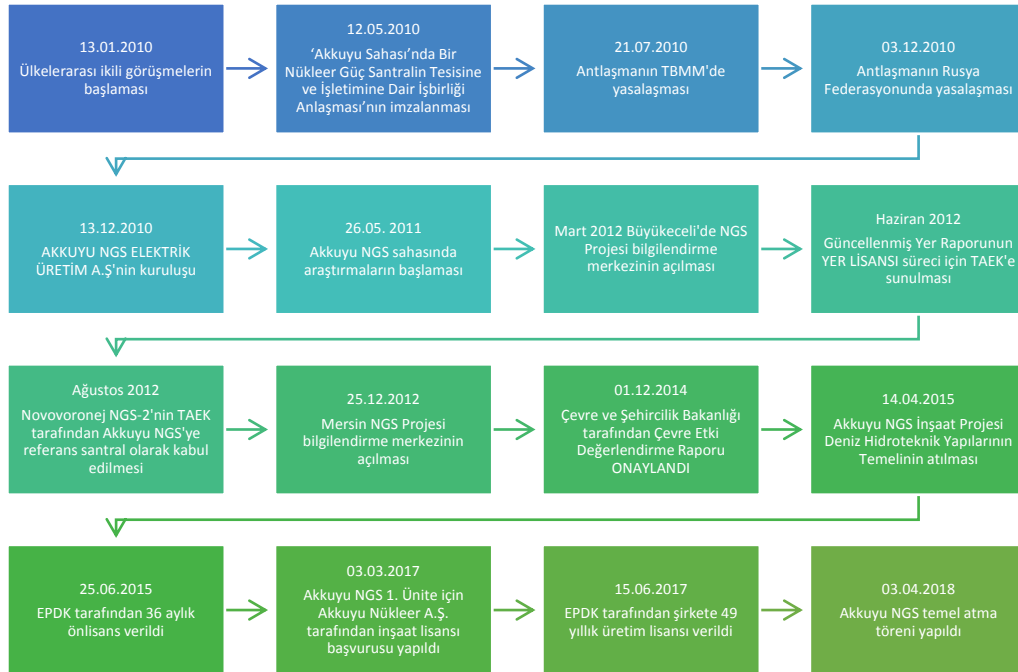 13.01.2010
Ülkelerarası ikili görüşmelerin
başlaması
12.05.2010
‘Akkuyu Sahası’nda Bir
Nükleer Güç Santralin Tesisine
ve İşletimine Dair İşbirliği
Anlaşması’nın imzalanması
21.07.2010
Antlaşmanın TBMM'de
yasalaşması
03.12.2010
Antlaşmanın Rusya
Federasyonunda yasalaşması
13.12.2010
AKKUYU NGS ELEKTRİK
ÜRETİM A.Ş'nin kuruluşu
26.05. 2011
Akkuyu NGS sahasında
araştırmaların başlaması
Mart 2012 Büyükeceli'de NGS
Projesi bilgilendirme
merkezinin açılması
Haziran 2012
Güncellenmiş Yer Raporunun
YER LİSANSI süreci için TAEK'e
sunulması
Ağustos 2012
Novovoronej NGS-2'nin TAEK
tarafından Akkuyu NGS'ye
referans santral olarak kabul
edilmesi
25.12.2012
Mersin NGS Projesi
bilgilendirme merkezinin
açılması
01.12.2014
Çevre ve Şehircilik Bakanlığı
tarafından Çevre Etki
Değerlendirme Raporu
ONAYLANDI
14.04.2015
Akkuyu NGS İnşaat Projesi
Deniz Hidroteknik Yapılarının
Temelinin atılması
25.06.2015
EPDK tarafından 36 aylık
önlisans verildi
03.03.2017
Akkuyu NGS 1. Ünite için
Akkuyu Nükleer A.Ş.
tarafından inşaat lisansı
başvurusu yapıldı
15.06.2017
EPDK tarafından şirkete 49
yıllık üretim lisansı verildi
03.04.2018
Akkuyu NGS temel atma
töreni yapıldı